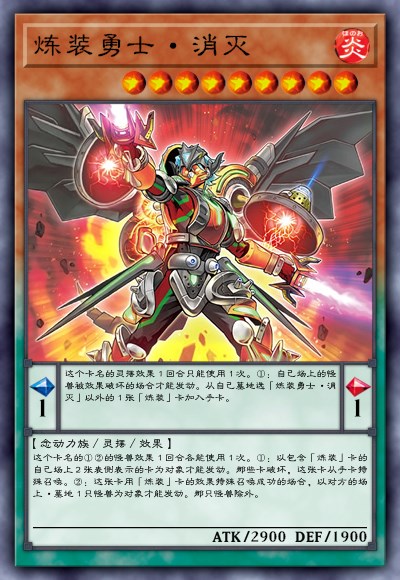 炼装勇士・消灭
ほのお
炎
这个卡名的灵摆效果1回合只能使用1次。①：自己场上的怪
兽被效果破坏的场合才能发动。从自己墓地选「炼装勇士・消
灭」以外的1张「炼装」卡加入手卡。
1
1
【念动力族／灵摆／效果】
这个卡名的①②的怪兽效果1回合各能使用1次。①：以包含「炼装」卡的
自己场上2张表侧表示的卡为对象才能发动。那些卡破坏，这张卡从手卡特
殊召唤。②：这张卡用「炼装」卡的效果特殊召唤成功的场合，以对方的场
上・墓地1只怪兽为对象才能发动。那只怪兽除外。
ATK/2900 DEF/1900